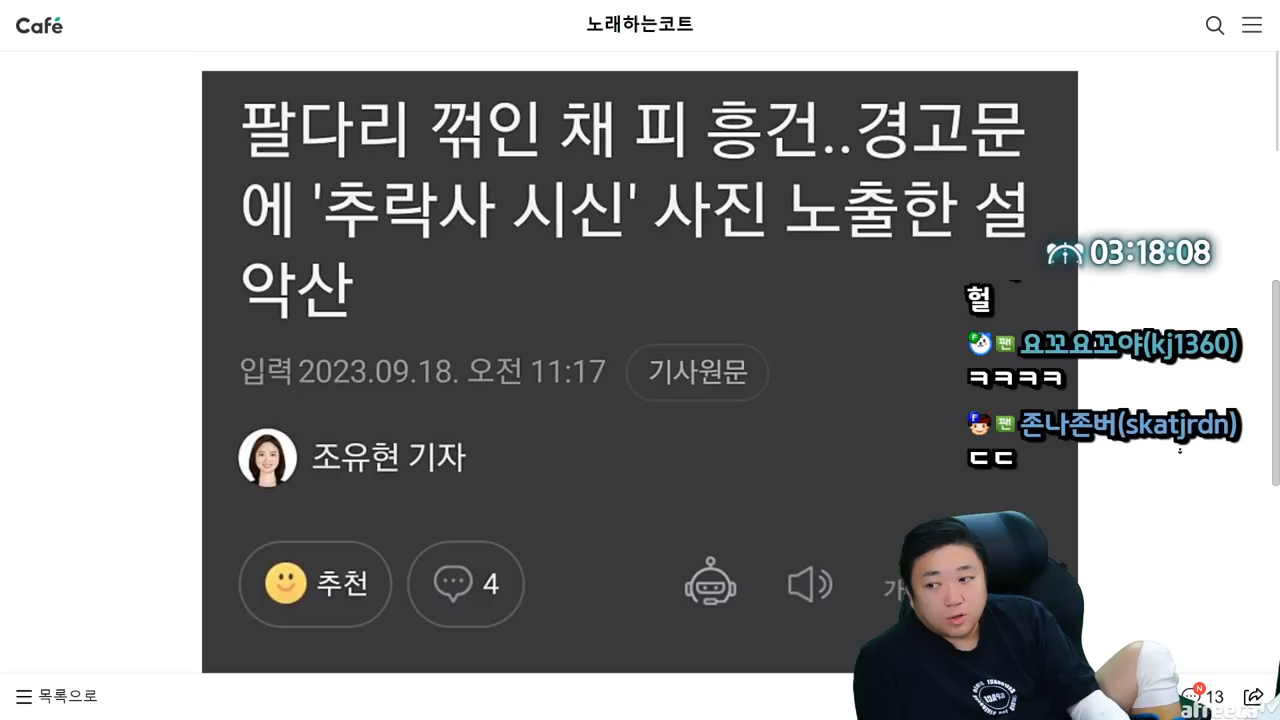 Café
노래하는코트
팔다리 꺾인 채 피 흥건..경고문
에 '추락사 시신' 사진 노출한 설
악산
입력 2023.09.18. 오전 11:17
기사원문
조유현 기자
추천
4
가
03:18:08
헐
F 팬 요꼬요꼬야(kj1360)
ㅋㅋㅋㅋ
F 팬 존나존버(skatjrdn)
ㄷㄷ
목록으로
N
13
afreecaTV